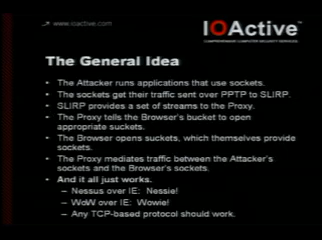 www.ioactive.com
IOActive™
COMPREHENSIVE COMPUTER SECURITY SERVICES
The General Idea
• The Attacker runs applications that use sockets.
• The sockets get their traffic sent over PPTP to SLIRP.
• SLIRP provides a set of streams to the Proxy.
• The Proxy tells the Browser's bucket to open
appropriate suckets.
• The Browser opens suckets, which themselves provide
sockets.
• The Proxy mediates traffic between the Attacker's
sockets and the Browser's sockets.
• And it all just works.
– Nessus over IE: Nessie!
– WoW over IE: Wowie!
– Any TCP-based protocol should work.